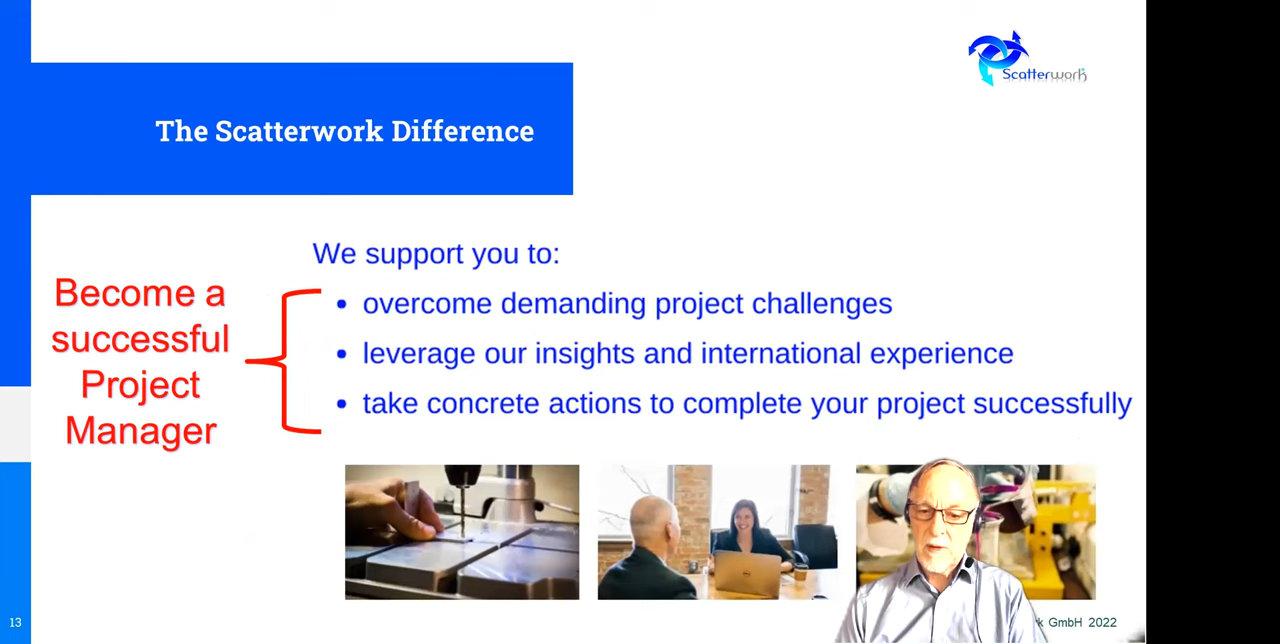 Scatterwork
The Scatterwork Difference
We support you to:
Become a
successful
Project
Manager
• overcome demanding project challenges
• leverage our insights and international experience
• take concrete actions to complete your project successfully
DELL
13
k GmbH 2022